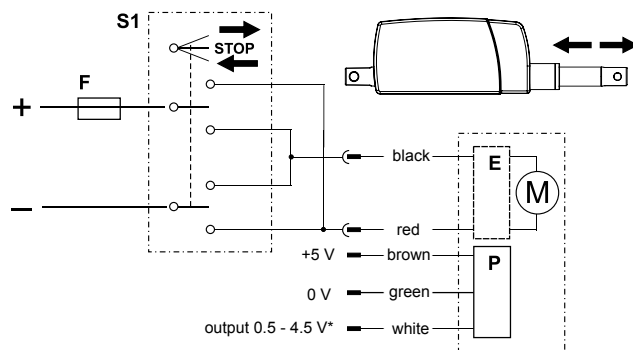 S1
STOP
F
+
–
black
E
M
red
+5 V brown
P
0 V green
output 0.5 - 4.5 V* white